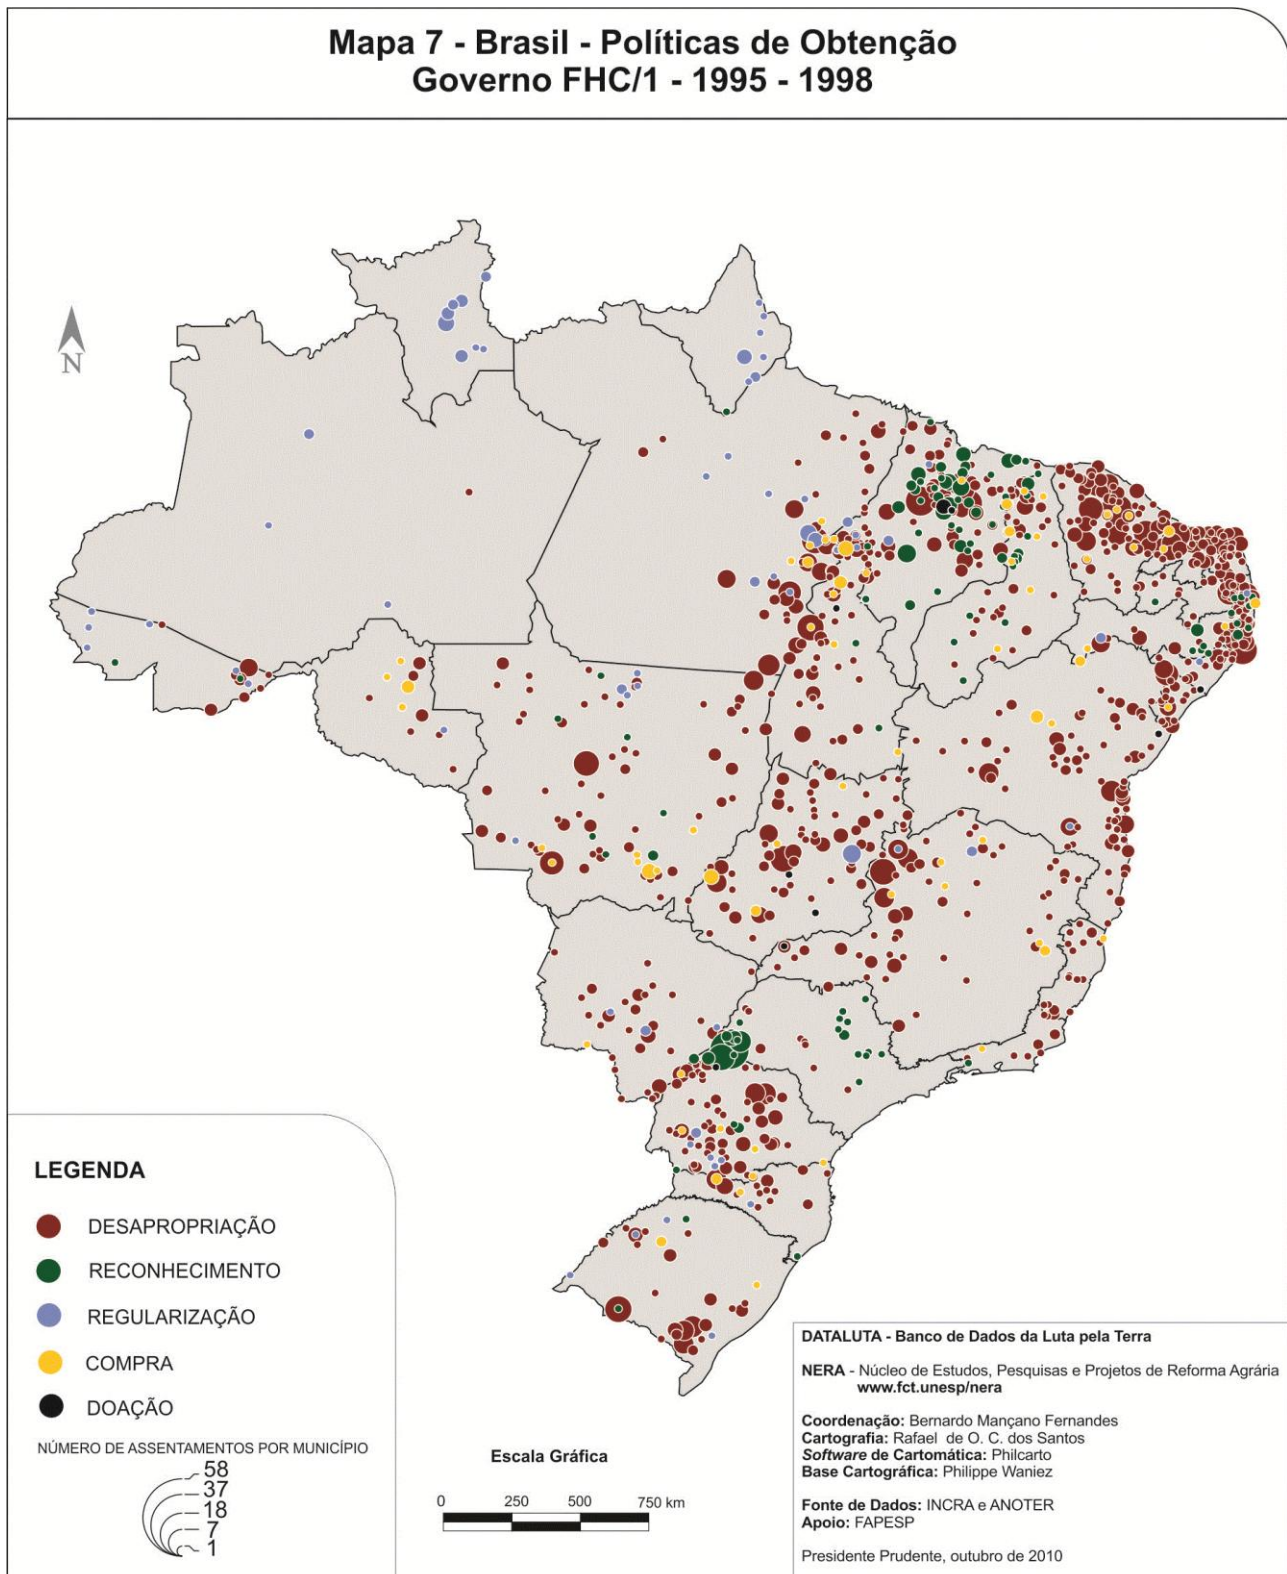 Mapa 7 - Brasil - Políticas de Obtenção
Governo FHC/1 - 1995 - 1998
N
LEGENDA
DESAPROPRIAÇÃO
RECONHECIMENTO
REGULARIZAÇÃO
COMPRA
DOAÇÃO
NÚMERO DE ASSENTAMENTOS POR MUNICÍPIO
58
37
18
7
1
Escala Gráfica
0 250 500 750 km
DATALUTA - Banco de Dados da Luta pela Terra
NERA - Núcleo de Estudos, Pesquisas e Projetos de Reforma Agrária
www.fct.unesp/nera
Coordenação: Bernardo Mançano Fernandes
Cartografia: Rafael de O. C. dos Santos
Software de Cartomática: Philcarto
Base Cartográfica: Philippe Waniez
Fonte de Dados: INCRA e ANOTER
Apoio: FAPESP
Presidente Prudente, outubro de 2010